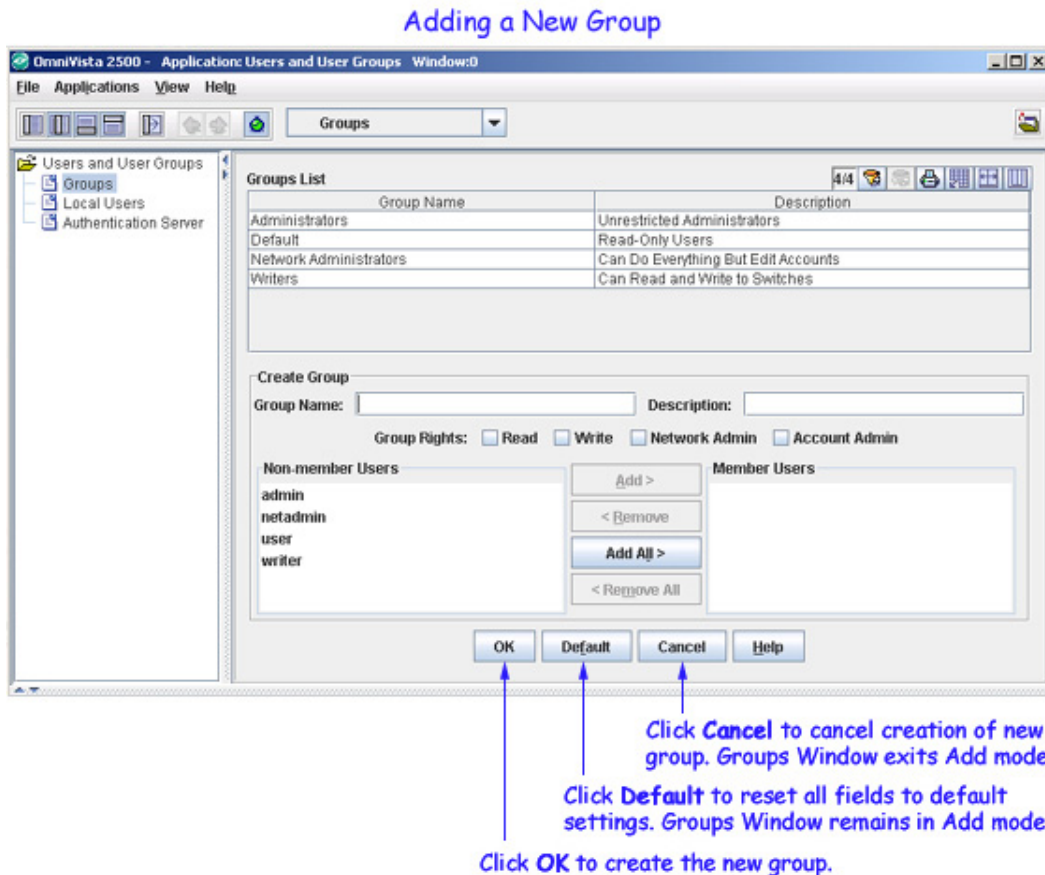 Adding a New Group
OmniVista 2500 - Application: Users and User Groups Window:0
File Applications View Help
Groups
Users and User Groups
Groups
Local Users
Authentication Server
Groups List
4/4
Group Name Description
Administrators Unrestricted Administrators
Default Read-Only Users
Network Administrators Can Do Everything But Edit Accounts
Writers Can Read and Write to Switches
Create Group
Group Name: Description:
Group Rights: Read Write Network Admin Account Admin
Non-member Users
admin
netadmin
user
writer
Add >
< Remove
Add All >
< Remove All
Member Users
OK Default Cancel Help
Click Cancel to cancel creation of new
group. Groups Window exits Add mode
Click Default to reset all fields to default
settings. Groups Window remains in Add mode
Click OK to create the new group.